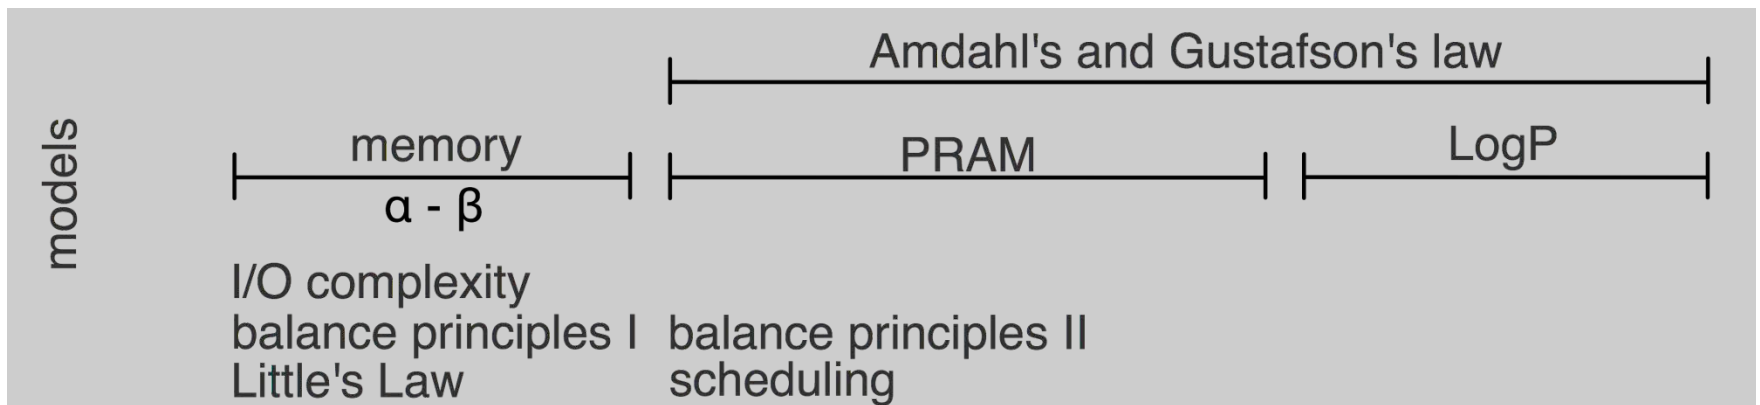 models
Amdahl's and Gustafson's law
memory
PRAM
LogP
α - β
I/O complexity
balance principles I
balance principles II
Little's Law
scheduling